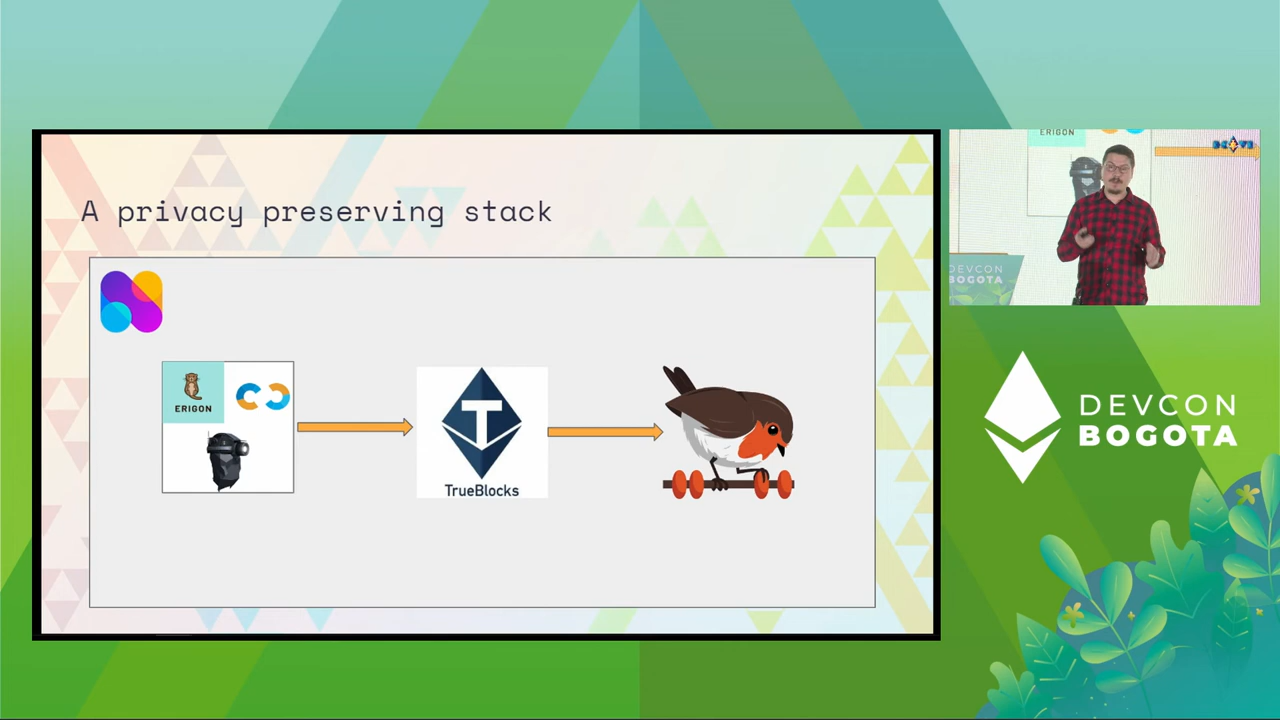 A privacy preserving stack
ERIGON
TrueBlocks
ERIGON
DEVCON
BOGOTA
DEVCON
BOGOTA